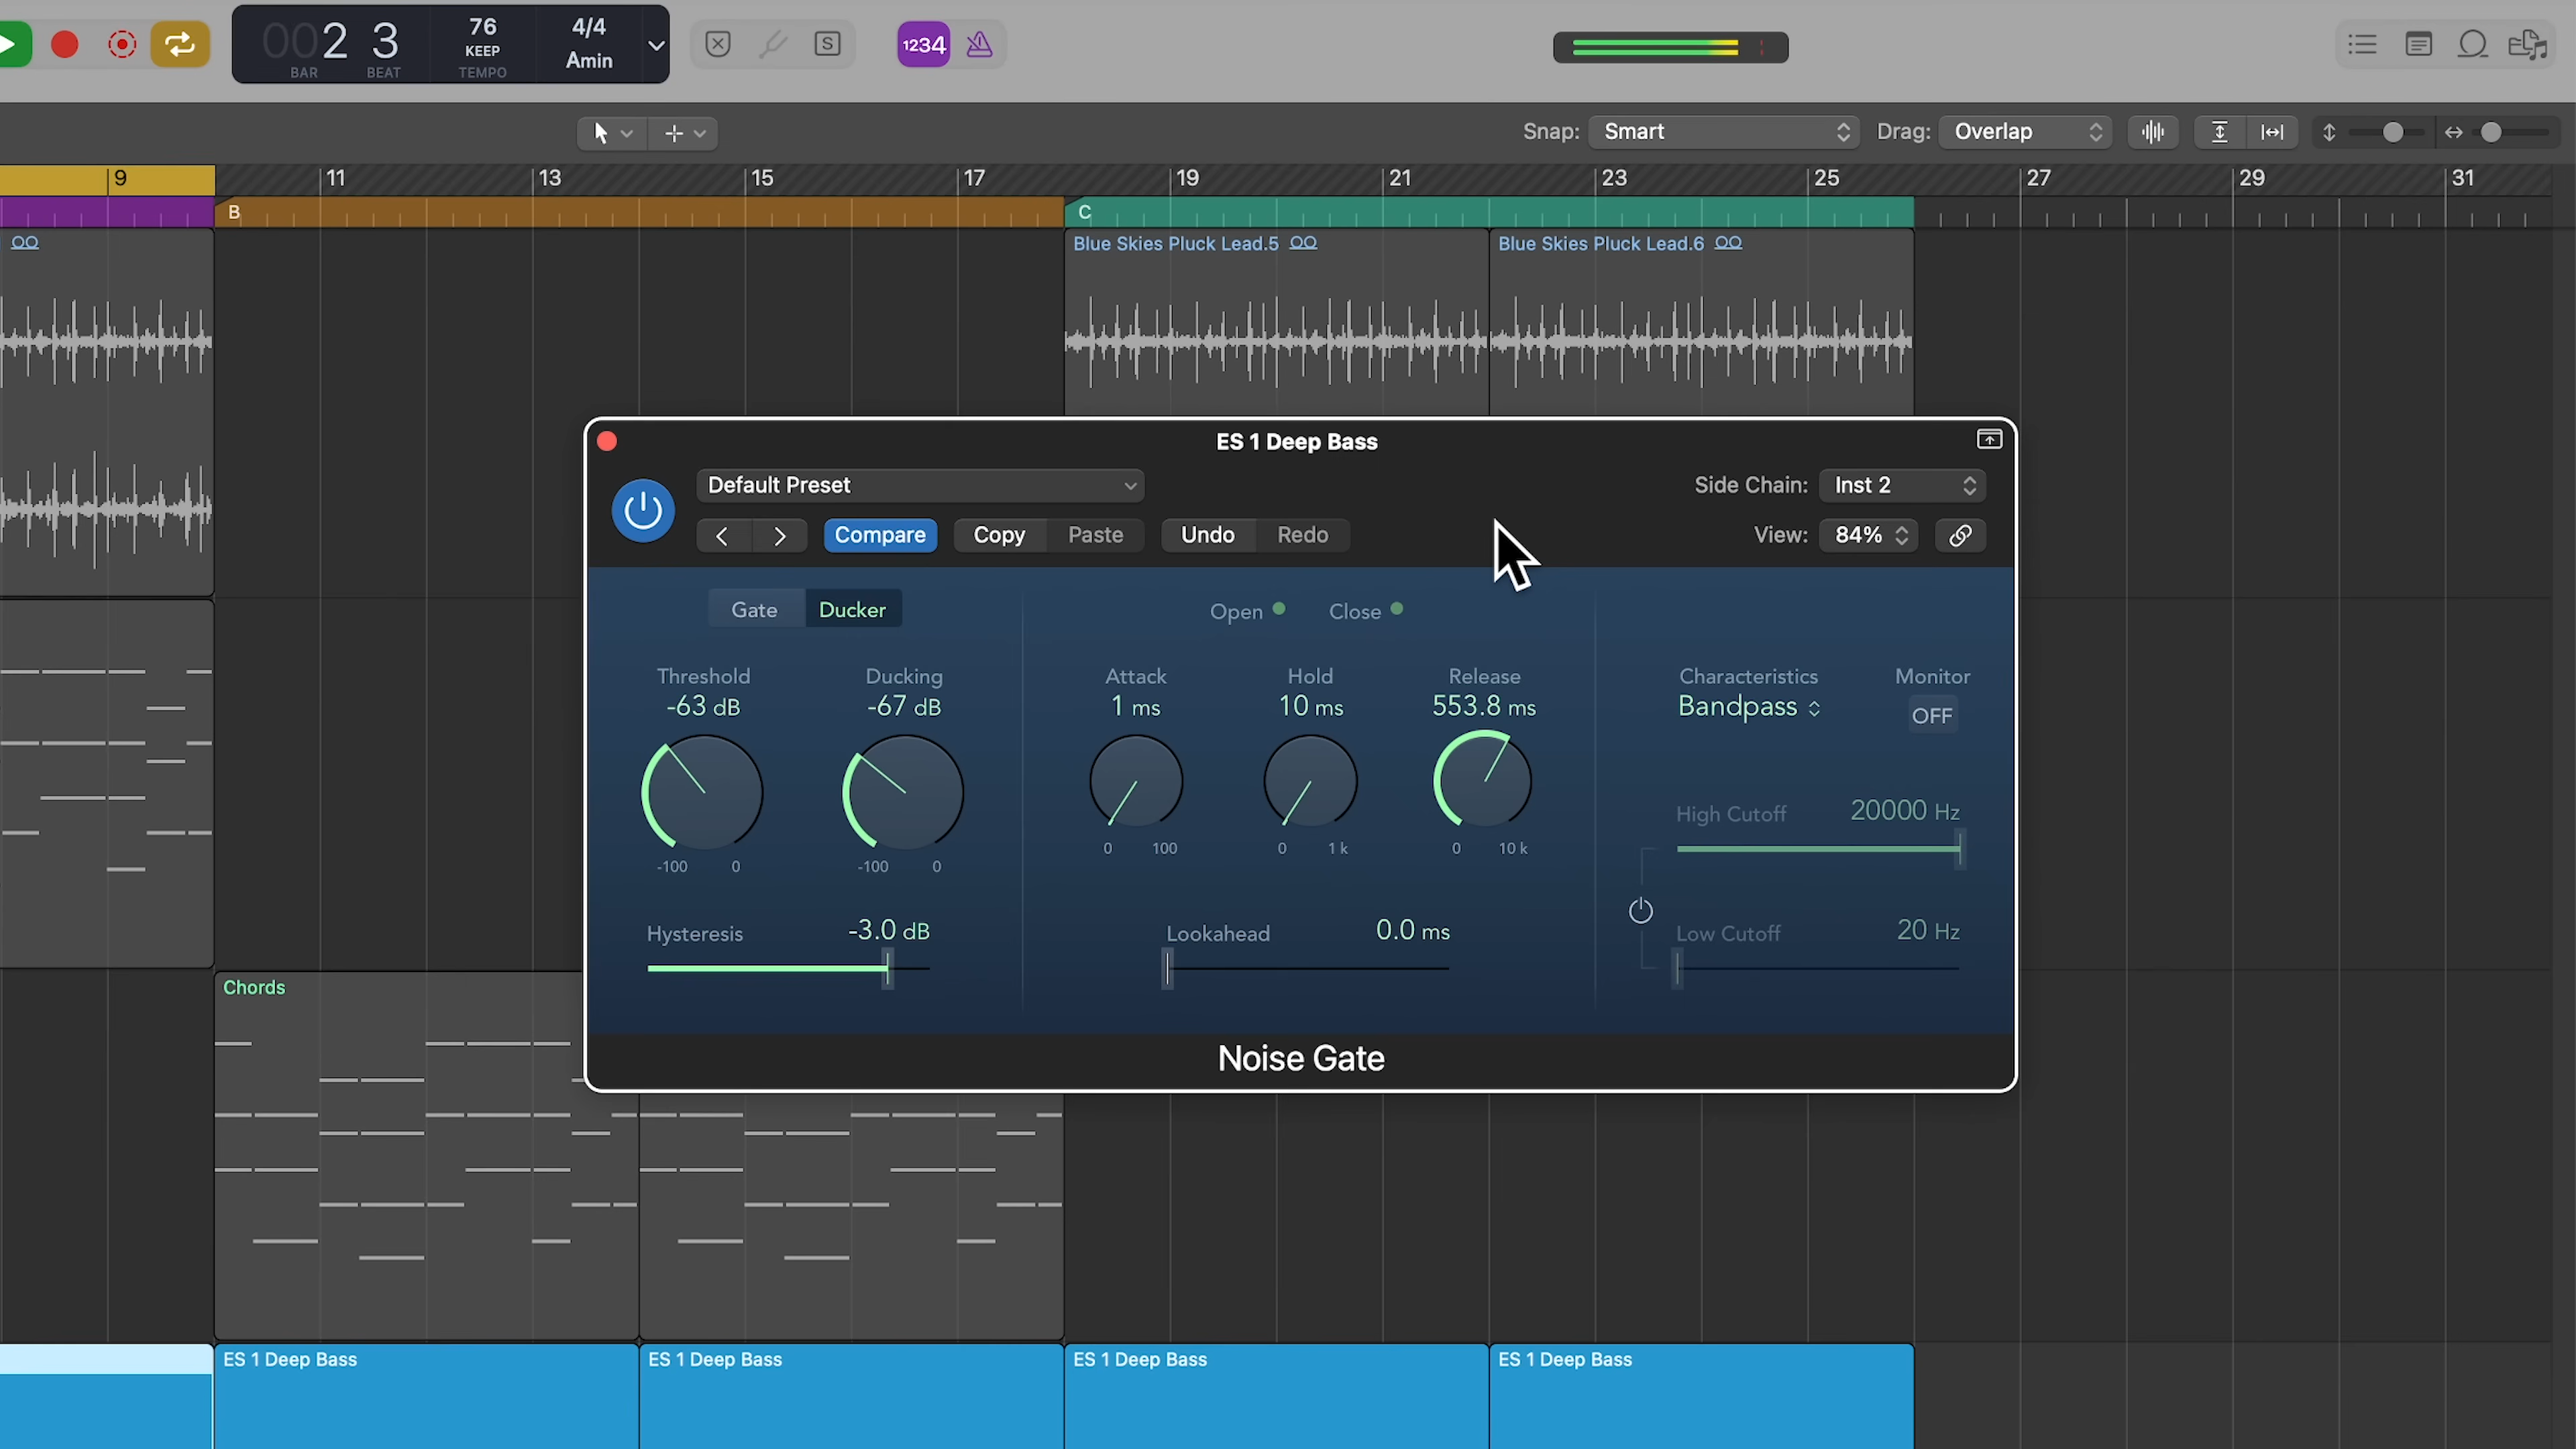 002 3
BAR BEAT
76
KEEP
TEMPO
4/4
Amin
S
1234
Snap: Smart
Drag: Overlap
9 11 13 15 17 19 21 23 25 27 29 31
B
C
Blue Skies Pluck Lead.5
Blue Skies Pluck Lead.6
ES 1 Deep Bass
Default Preset
Side Chain: Inst 2
Compare Copy Paste Undo Redo
View: 84%
Gate Ducker
Open Close
Threshold
-63 dB
-100 0
Ducking
-67 dB
-100 0
Attack
1 ms
0 100
Hold
10 ms
0 1 k
Release
553.8 ms
0 10 k
Characteristics
Bandpass
Monitor
OFF
High Cutoff 20000 Hz
Hysteresis -3.0 dB
Lookahead 0.0 ms
Low Cutoff 20 Hz
Noise Gate
Chords
ES 1 Deep Bass
ES 1 Deep Bass
ES 1 Deep Bass
ES 1 Deep Bass